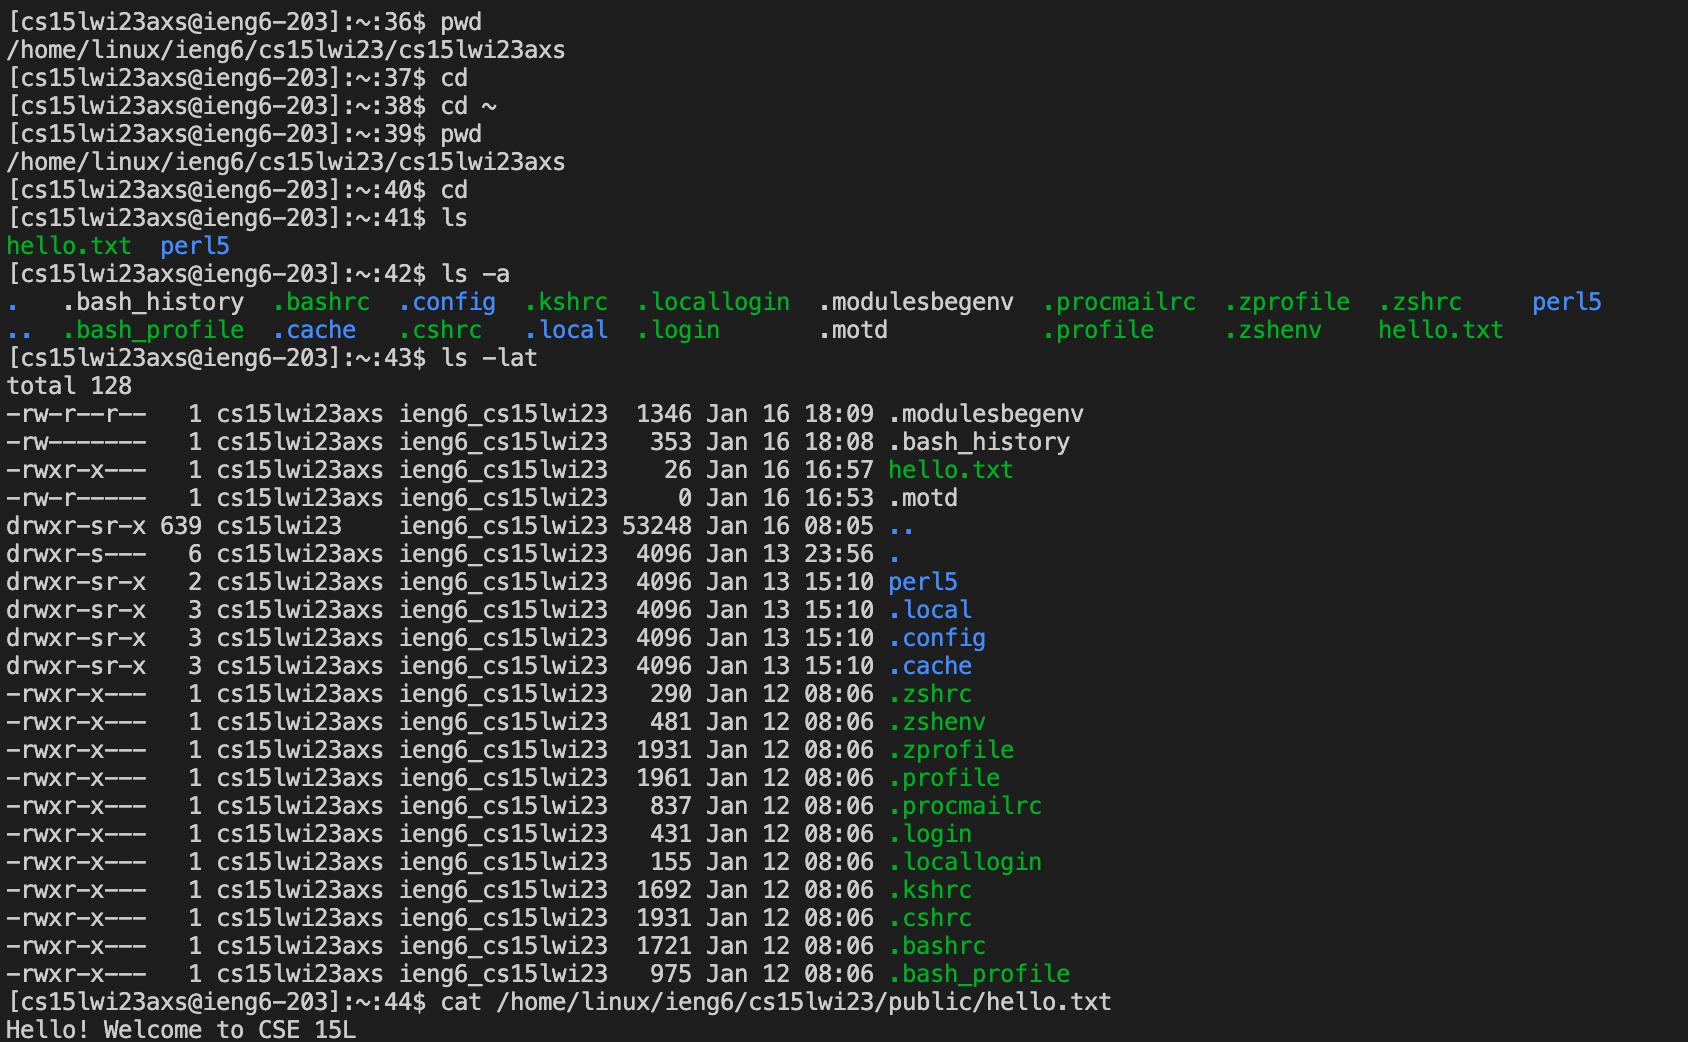 [cs15lwi23axs@ieng6-203]:~:36$ pwd
/home/linux/ieng6/cs15lwi23/cs15lwi23axs
[cs15lwi23axs@ieng6-203]:~:37$ cd
[cs15lwi23axs@ieng6-203]:~:38$ cd ~
[cs15lwi23axs@ieng6-203]:~:39$ pwd
/home/linux/ieng6/cs15lwi23/cs15lwi23axs
[cs15lwi23axs@ieng6-203]:~:40$ cd
[cs15lwi23axs@ieng6-203]:~:41$ ls
hello.txt  perl5
[cs15lwi23axs@ieng6-203]:~:42$ ls -a
.   .bash_history  .bashrc  .config  .kshrc  .locallogin  .modulesbegenv  .procmailrc  .zprofile  .zshrc     perl5
..  .bash_profile  .cache   .cshrc   .local  .login       .motd           .profile     .zshenv    hello.txt
[cs15lwi23axs@ieng6-203]:~:43$ ls -lat
total 128
-rw-r--r--   1 cs15lwi23axs ieng6_cs15lwi23  1346 Jan 16 18:09 .modulesbegenv
-rw-------   1 cs15lwi23axs ieng6_cs15lwi23   353 Jan 16 18:08 .bash_history
-rwxr-x---   1 cs15lwi23axs ieng6_cs15lwi23    26 Jan 16 16:57 hello.txt
-rw-r-----   1 cs15lwi23axs ieng6_cs15lwi23     0 Jan 16 16:53 .motd
drwxr-sr-x 639 cs15lwi23    ieng6_cs15lwi23 53248 Jan 16 08:05 ..
drwxr-s---   6 cs15lwi23axs ieng6_cs15lwi23  4096 Jan 13 23:56 .
drwxr-sr-x   2 cs15lwi23axs ieng6_cs15lwi23  4096 Jan 13 15:10 perl5
drwxr-sr-x   3 cs15lwi23axs ieng6_cs15lwi23  4096 Jan 13 15:10 .local
drwxr-sr-x   3 cs15lwi23axs ieng6_cs15lwi23  4096 Jan 13 15:10 .config
drwxr-sr-x   3 cs15lwi23axs ieng6_cs15lwi23  4096 Jan 13 15:10 .cache
-rwxr-x---   1 cs15lwi23axs ieng6_cs15lwi23   290 Jan 12 08:06 .zshrc
-rwxr-x---   1 cs15lwi23axs ieng6_cs15lwi23   481 Jan 12 08:06 .zshenv
-rwxr-x---   1 cs15lwi23axs ieng6_cs15lwi23  1931 Jan 12 08:06 .zprofile
-rwxr-x---   1 cs15lwi23axs ieng6_cs15lwi23  1961 Jan 12 08:06 .profile
-rwxr-x---   1 cs15lwi23axs ieng6_cs15lwi23   837 Jan 12 08:06 .procmailrc
-rwxr-x---   1 cs15lwi23axs ieng6_cs15lwi23   431 Jan 12 08:06 .login
-rwxr-x---   1 cs15lwi23axs ieng6_cs15lwi23   155 Jan 12 08:06 .locallogin
-rwxr-x---   1 cs15lwi23axs ieng6_cs15lwi23  1692 Jan 12 08:06 .kshrc
-rwxr-x---   1 cs15lwi23axs ieng6_cs15lwi23  1931 Jan 12 08:06 .cshrc
-rwxr-x---   1 cs15lwi23axs ieng6_cs15lwi23  1721 Jan 12 08:06 .bashrc
-rwxr-x---   1 cs15lwi23axs ieng6_cs15lwi23   975 Jan 12 08:06 .bash_profile
[cs15lwi23axs@ieng6-203]:~:44$ cat /home/linux/ieng6/cs15lwi23/public/hello.txt
Hello! Welcome to CSE 15L